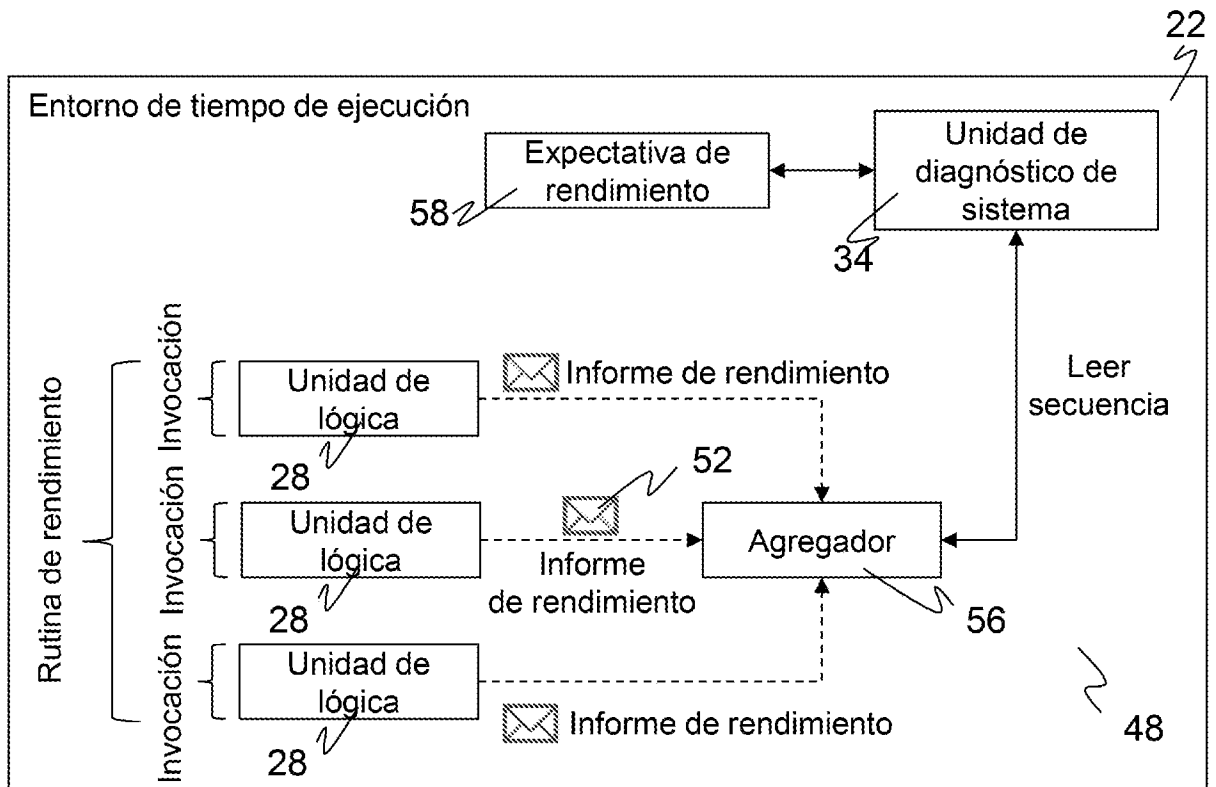 22
Entorno de tiempo de ejecución
Expectativa de
rendimiento
58
Unidad de
diagnóstico de
sistema
34
Leer
secuencia
Rutina de rendimiento
Invocación
Unidad de
lógica
28
Informe de rendimiento
Invocación
Unidad de
lógica
28
52
Informe
de rendimiento
Agregador
56
Invocación
Unidad de
lógica
28
Informe de rendimiento
48